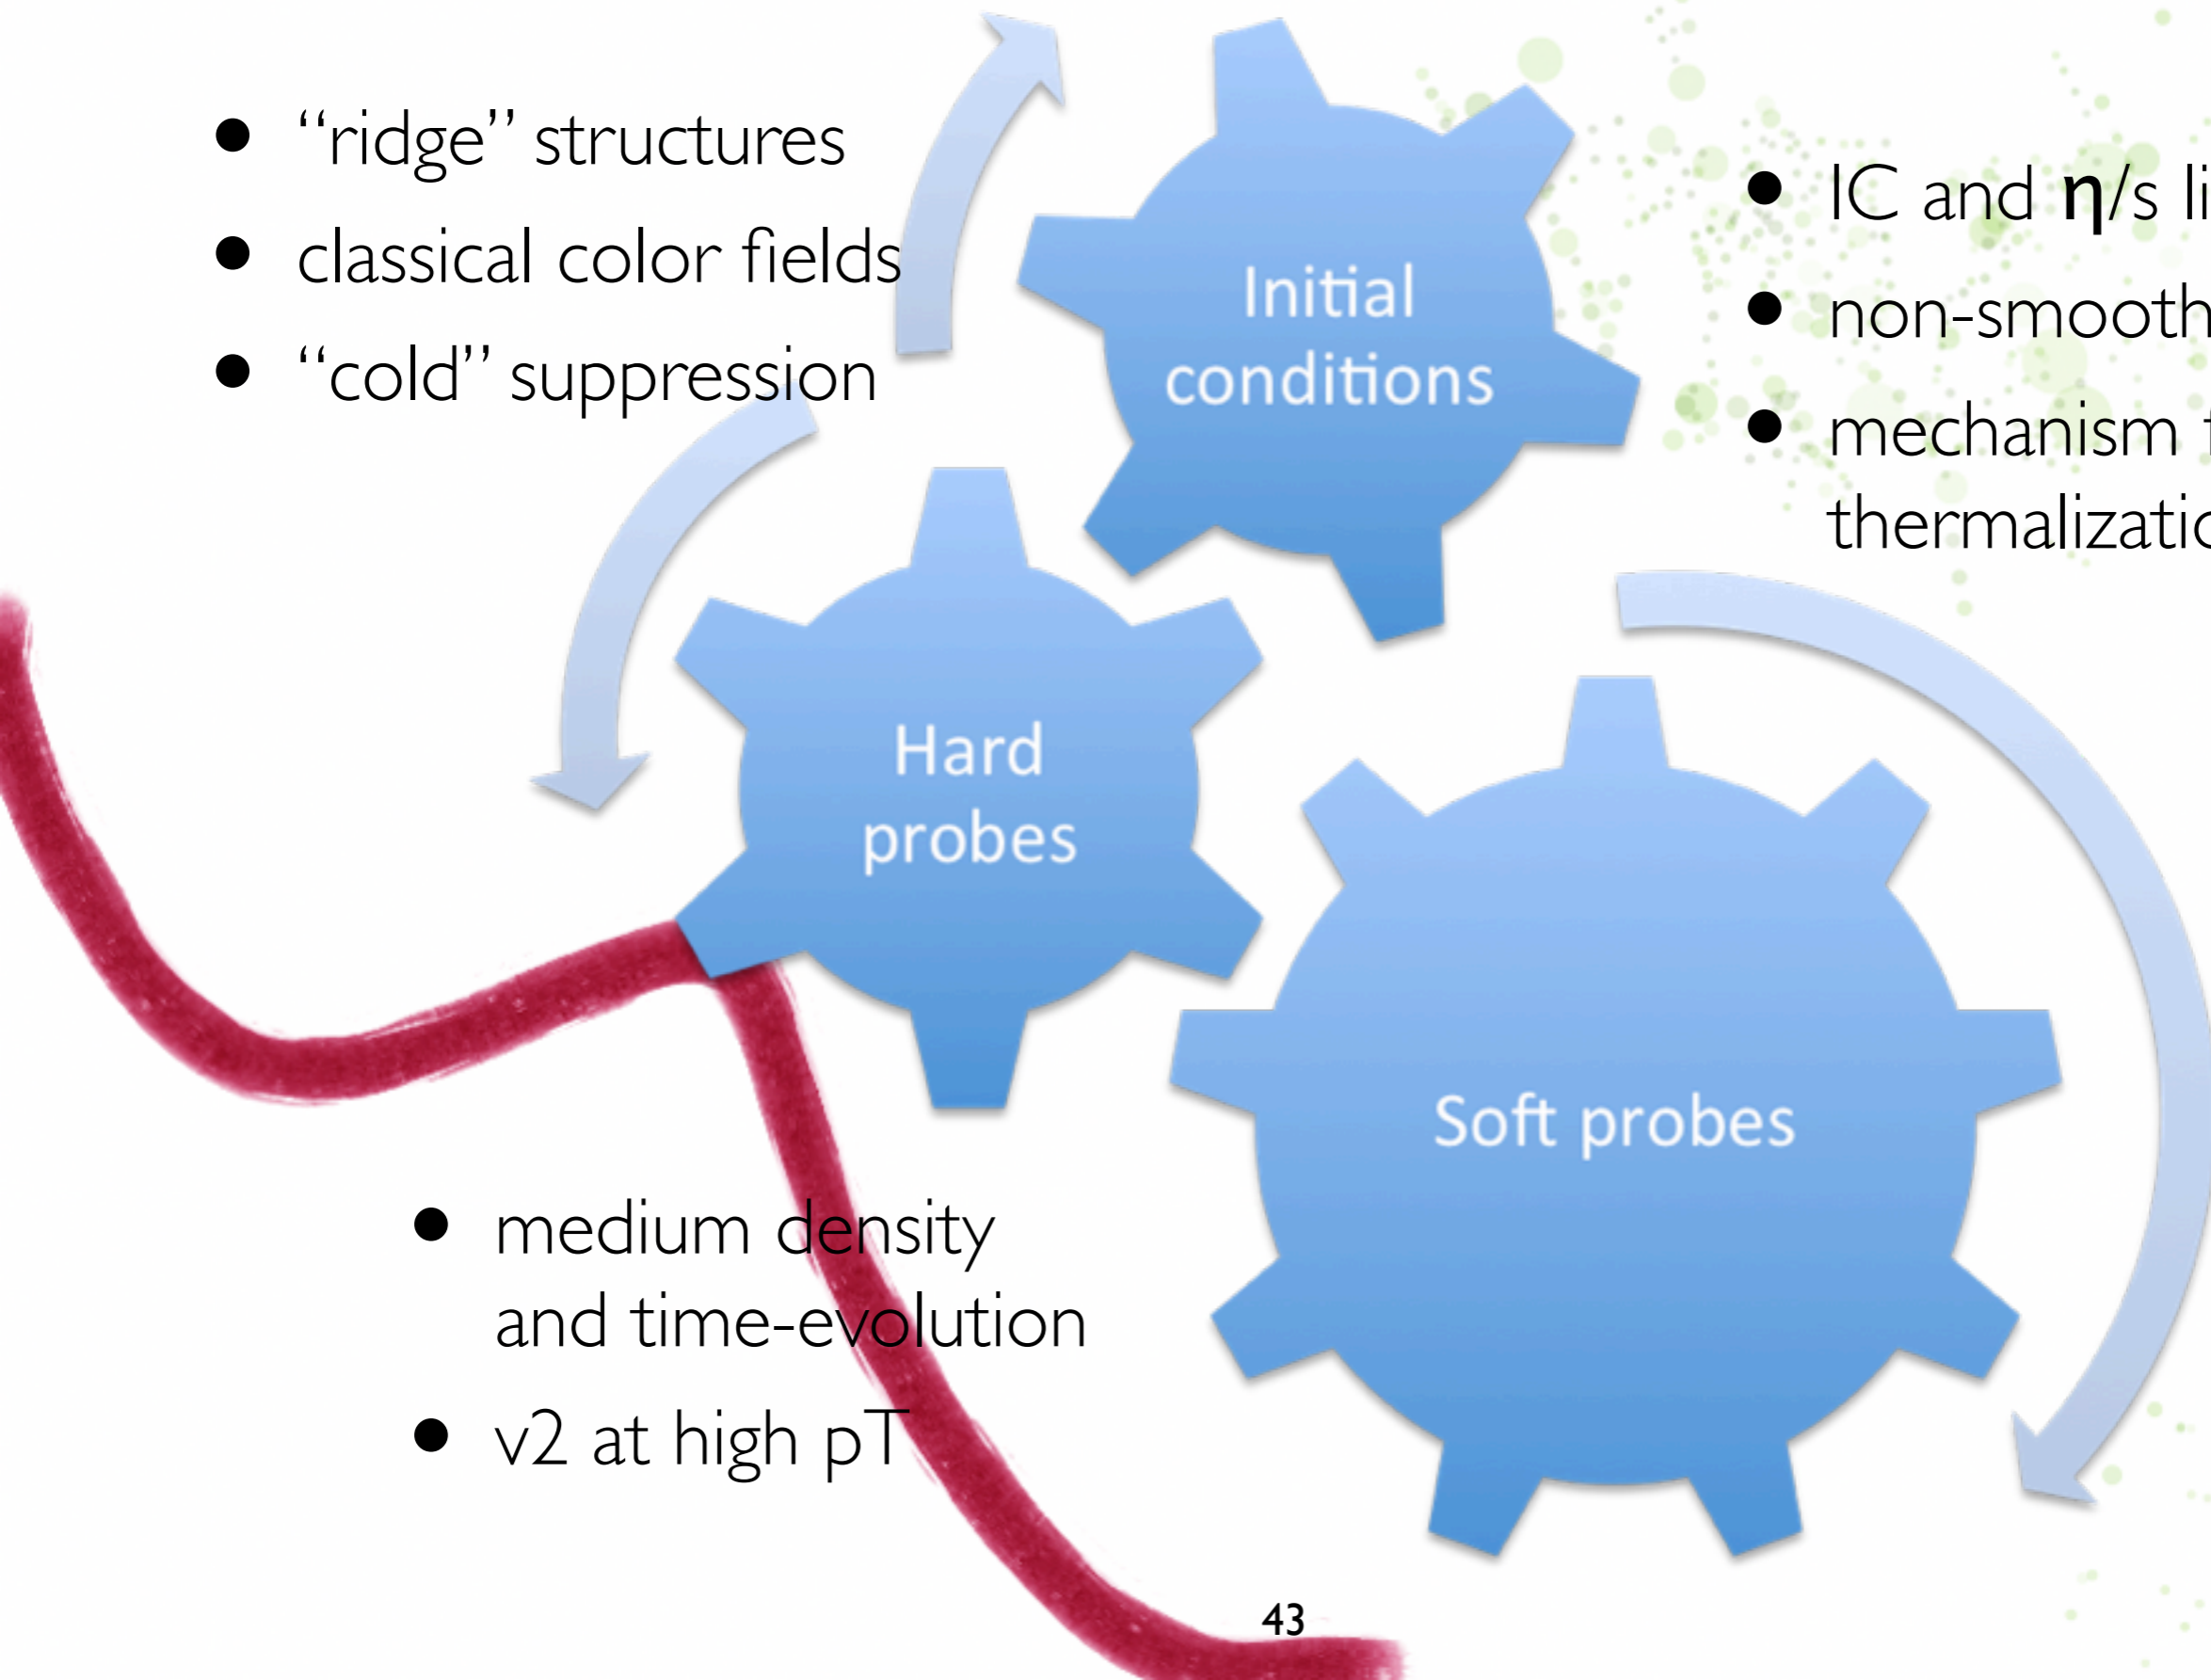 • “ridge” structures
• classical color fields
• “cold” suppression
Initial
conditions
• IC and η/s
• non-smooth
• mechanism
Hard
probes
Soft probes
• medium density
and time-evolution
• v2 at high pT
43